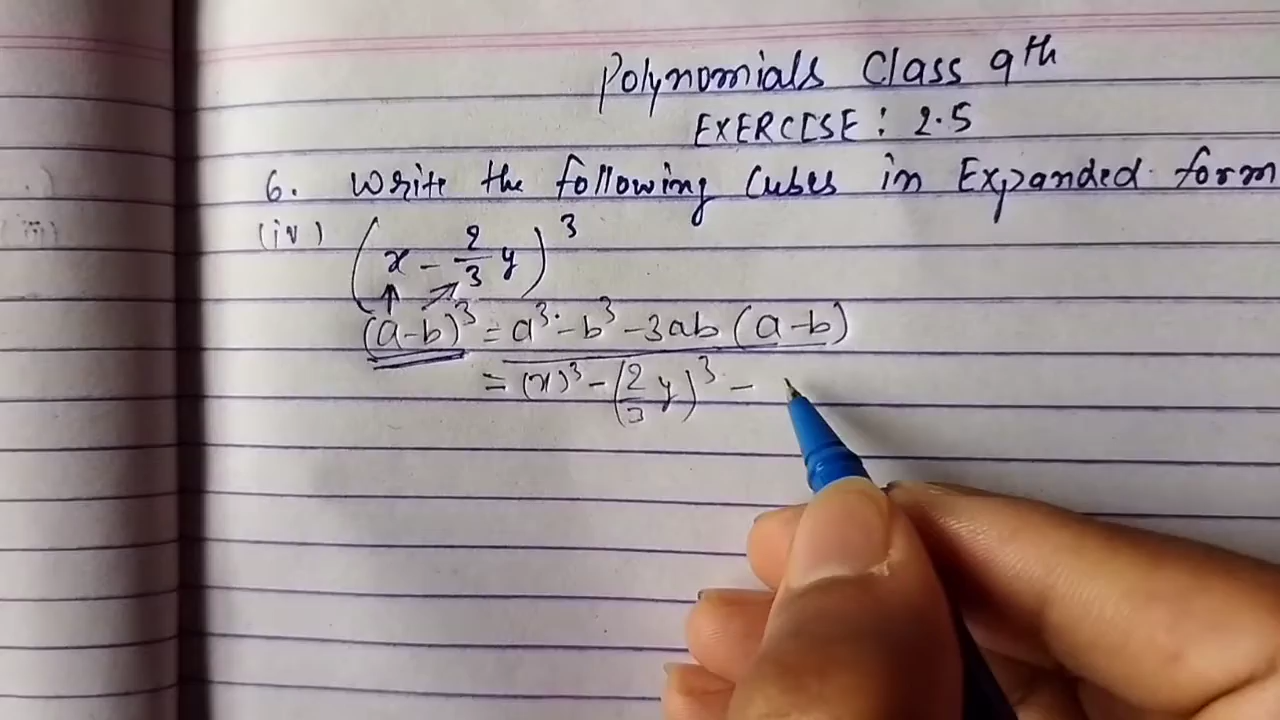 Polynomials Class 9th
EXERCISE: 2.5
6. Write the following Cubes in Expanded form
(iv) (x - 2/3 y)³
(a-b)³ = a³ - b³ - 3ab (a-b)
= (x)³ - (2/3 y)³ -